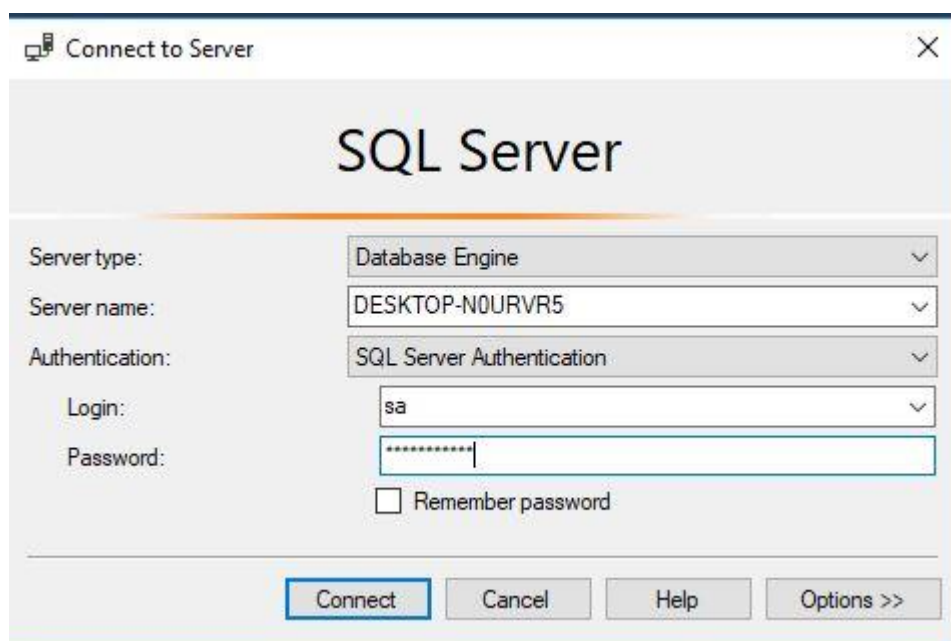 Connect to Server
SQL Server
Server type: Database Engine
Server name: DESKTOP-N0URVR5
Authentication: SQL Server Authentication
Login: sa
Password: ***********
Remember password
Connect Cancel Help Options >>